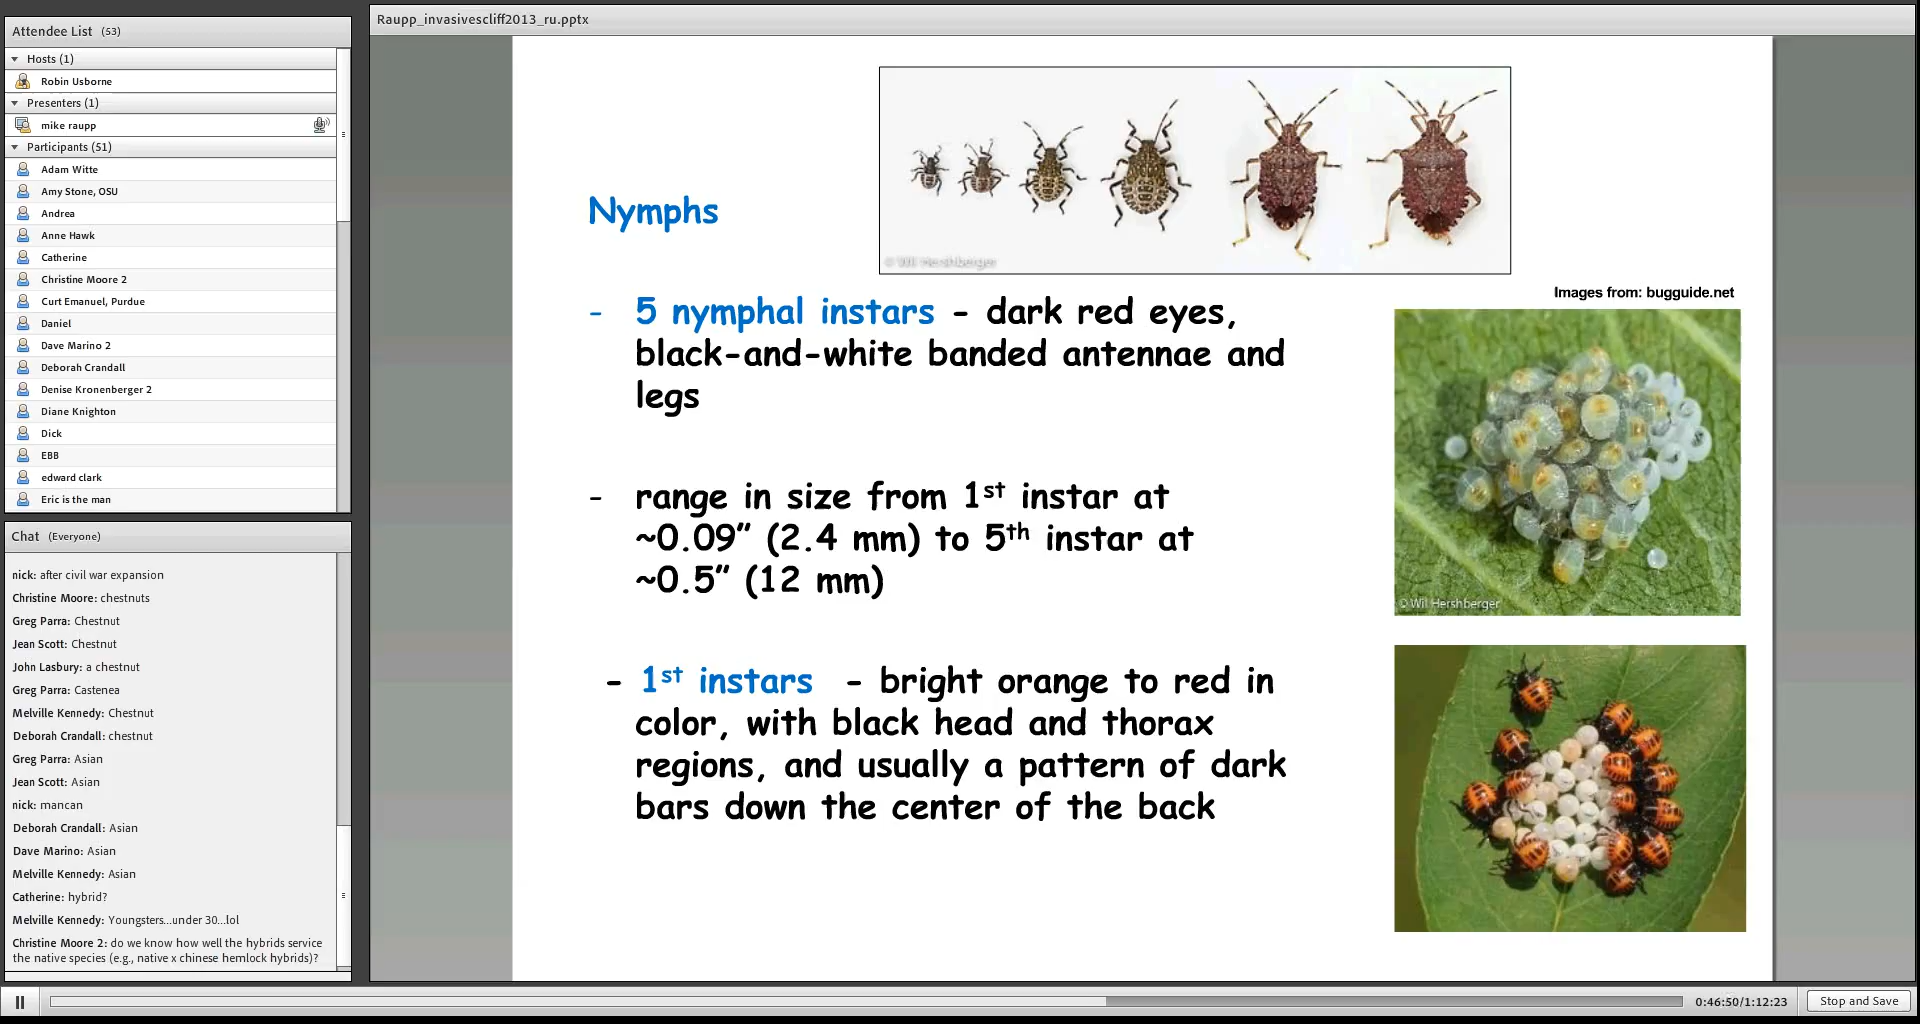 Attendee List (53)
Hosts (1)
Robin Usborne
Presenters (1)
mike raupp
Participants (51)
Adam Witte
Amy Stone, OSU
Andrea
Anne Hawk
Catherine
Christine Moore 2
Curt Emanuel, Purdue
Daniel
Dave Marino 2
Deborah Crandall
Denise Kronenberger 2
Diane Knighton
Dick
EBB
edward clark
Eric is the man
Chat (Everyone)
nick: after civil war expansion
Christine Moore: chestnuts
Greg Parra: Chestnut
Jean Scott: Chestnut
John Lasbury: a chestnut
Greg Parra: Castenea
Melville Kennedy: Chestnut
Deborah Crandall: chestnut
Greg Parra: Asian
Jean Scott: Asian
nick: mancan
Deborah Crandall: Asian
Dave Marino: Asian
Melville Kennedy: Asian
Catherine: hybrid?
Melville Kennedy: Youngsters...under 30...lol
Christine Moore 2: do we know how well the hybrids service
the native species (e.g., native x chinese hemlock hybrids)?
Raupp_invasivescliff2013_ru.pptx
© Wil Hershberger
Nymphs
Images from: bugguide.net
- 5 nymphal instars - dark red eyes,
black-and-white banded antennae and
legs
- range in size from 1st instar at
~0.09” (2.4 mm) to 5th instar at
~0.5” (12 mm)
© Wil Hershberger
- 1st instars - bright orange to red in
color, with black head and thorax
regions, and usually a pattern of dark
bars down the center of the back
0:46:50/1:12:23
Stop and Save